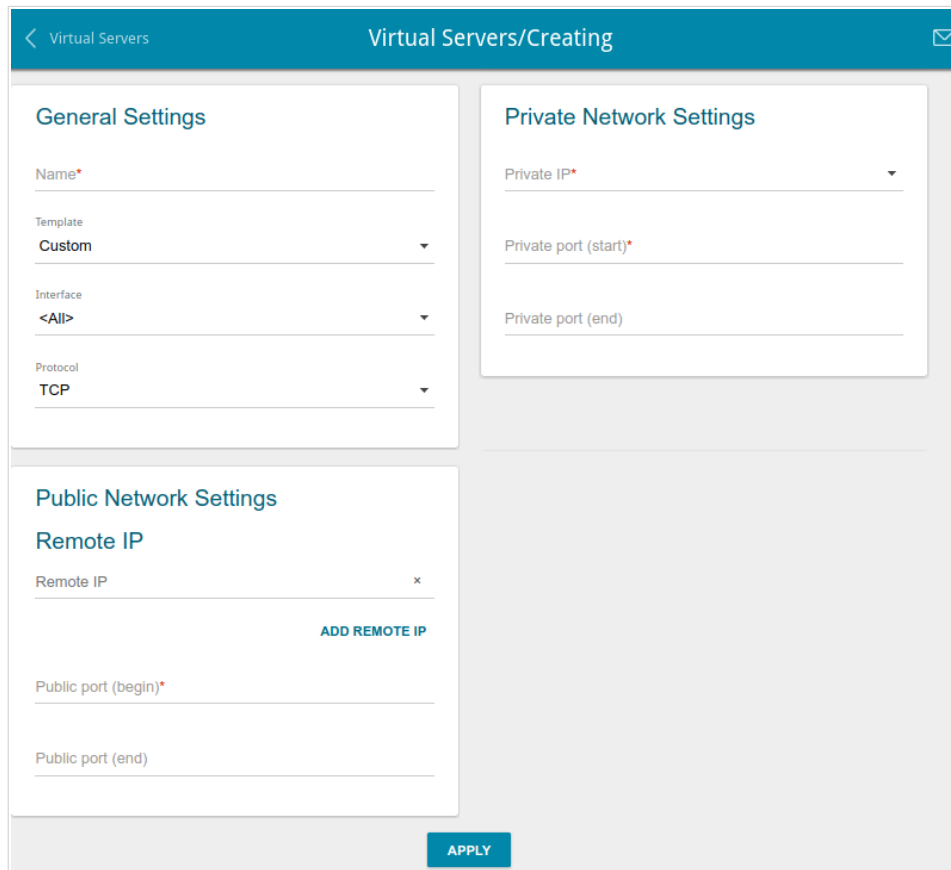 Virtual Servers
Virtual Servers/Creating
General Settings
Name*
Template
Custom
Interface
<All>
Protocol
TCP
Private Network Settings
Private IP*
Private port (start)*
Private port (end)
Public Network Settings
Remote IP
Remote IP
×
ADD REMOTE IP
Public port (begin)*
Public port (end)
APPLY